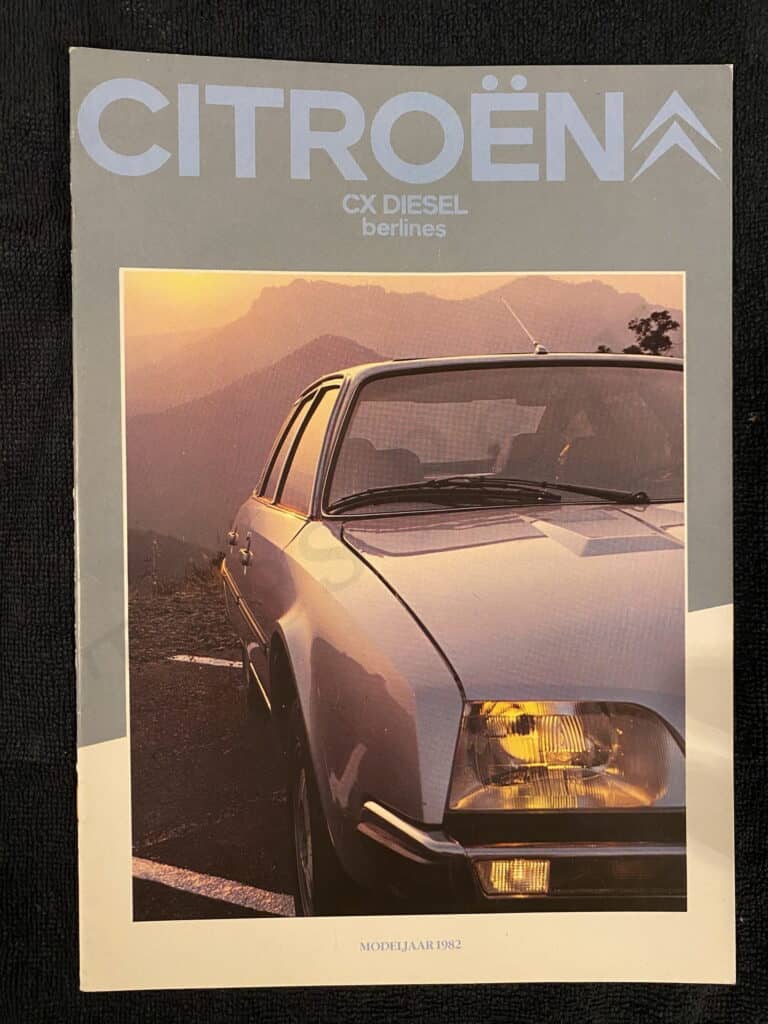 CITROËN
CX DIESEL
berlines
MODELJAAR 1982